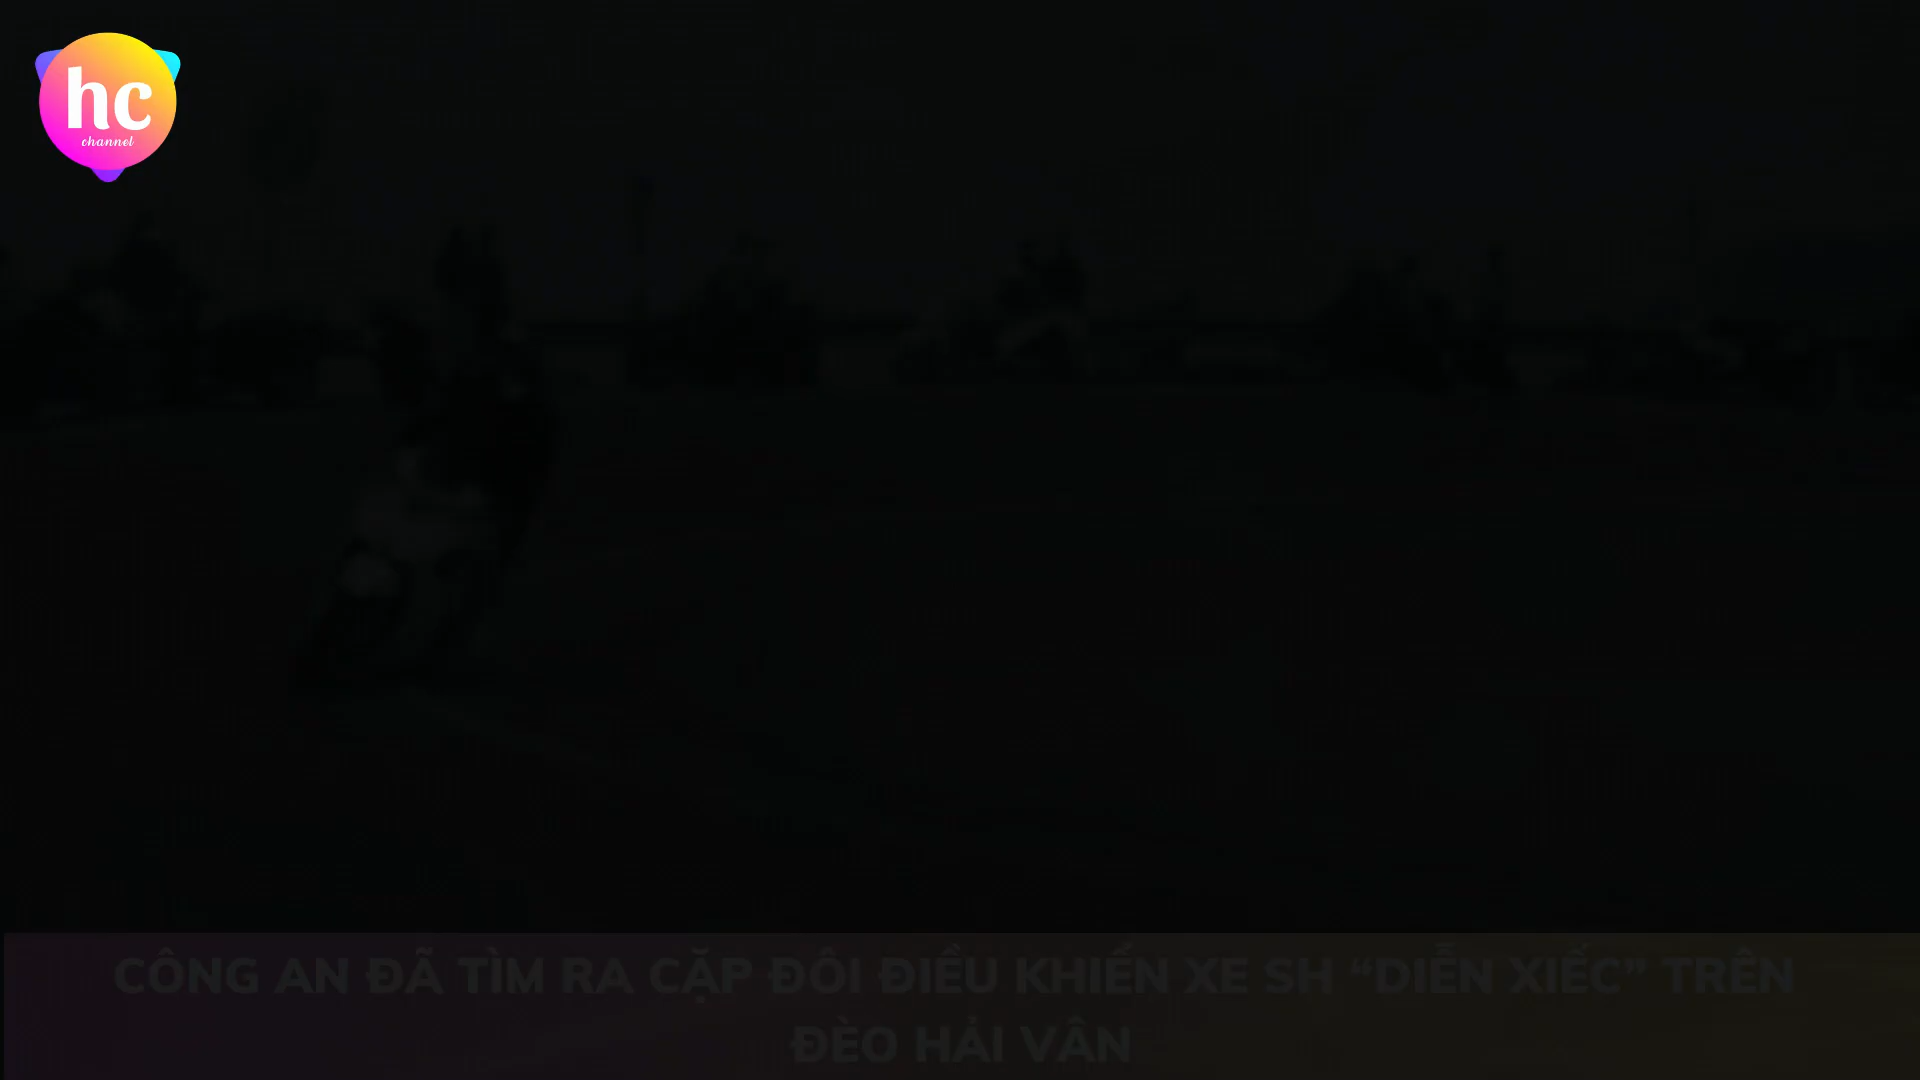 hc
channel
CÔNG AN ĐÃ TÌM RA CẶP ĐÔI ĐIỀU KHIỂN XE SH “DIỄN XIẾC” TRÊN
ĐÈO HẢI VÂN